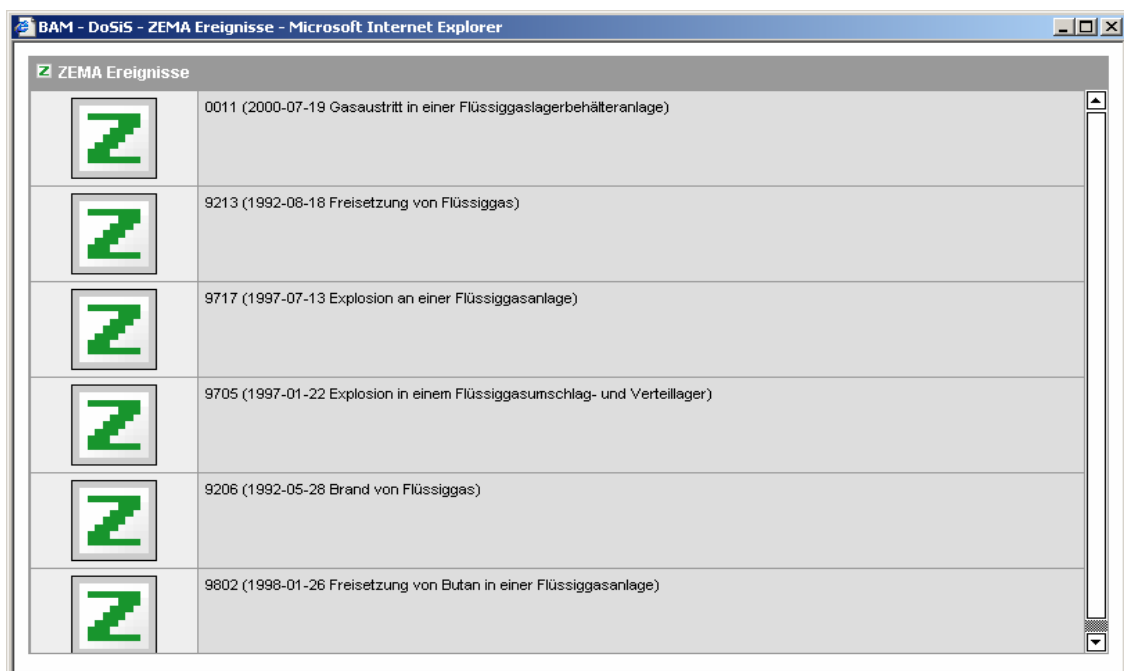 BAM - DoSiS - ZEMA Ereignisse - Microsoft Internet Explorer
Z ZEMA Ereignisse
Z 0011 (2000-07-19 Gasaustritt in einer Flüssiggaslagerbehälteranlage)
Z 9213 (1992-08-18 Freisetzung von Flüssiggas)
Z 9717 (1997-07-13 Explosion an einer Flüssiggasanlage)
Z 9705 (1997-01-22 Explosion in einem Flüssiggasumschlag- und Verteillager)
Z 9206 (1992-05-28 Brand von Flüssiggas)
Z 9802 (1998-01-26 Freisetzung von Butan in einer Flüssiggasanlage)